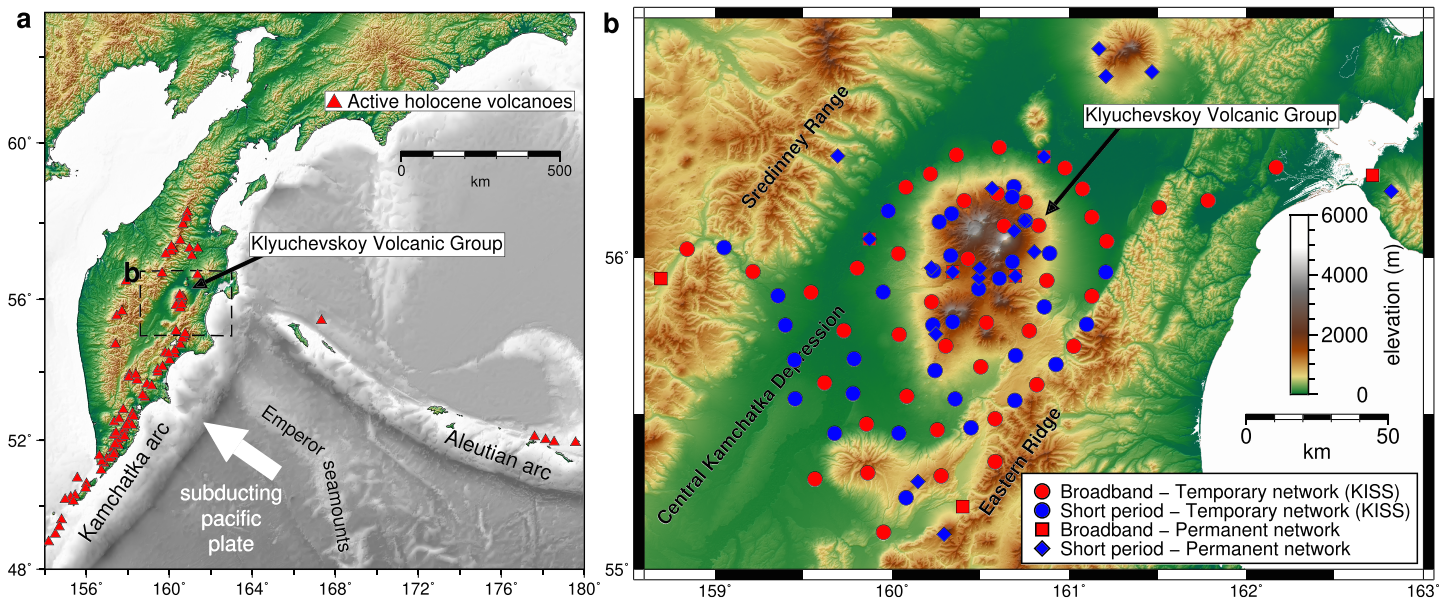 a
Active holocene volcanoes
0
500
km
Klyuchevskoy Volcanic Group
b
60°
56°
52°
48°
Kamchatka arc
subducting
pacific
plate
Emperor seamounts
Aleutian arc
156°
160°
164°
168°
172°
176°
180°
b
Sredinney Range
Klyuchevskoy Volcanic Group
Central Kamchatka Depression
Eastern Ridge
56°
55°
6000
4000
2000
0
elevation (m)
0
50
km
Broadband – Temporary network (KISS)
Short period – Temporary network (KISS)
Broadband – Permanent network
Short period – Permanent network
159°
160°
161°
162°
163°